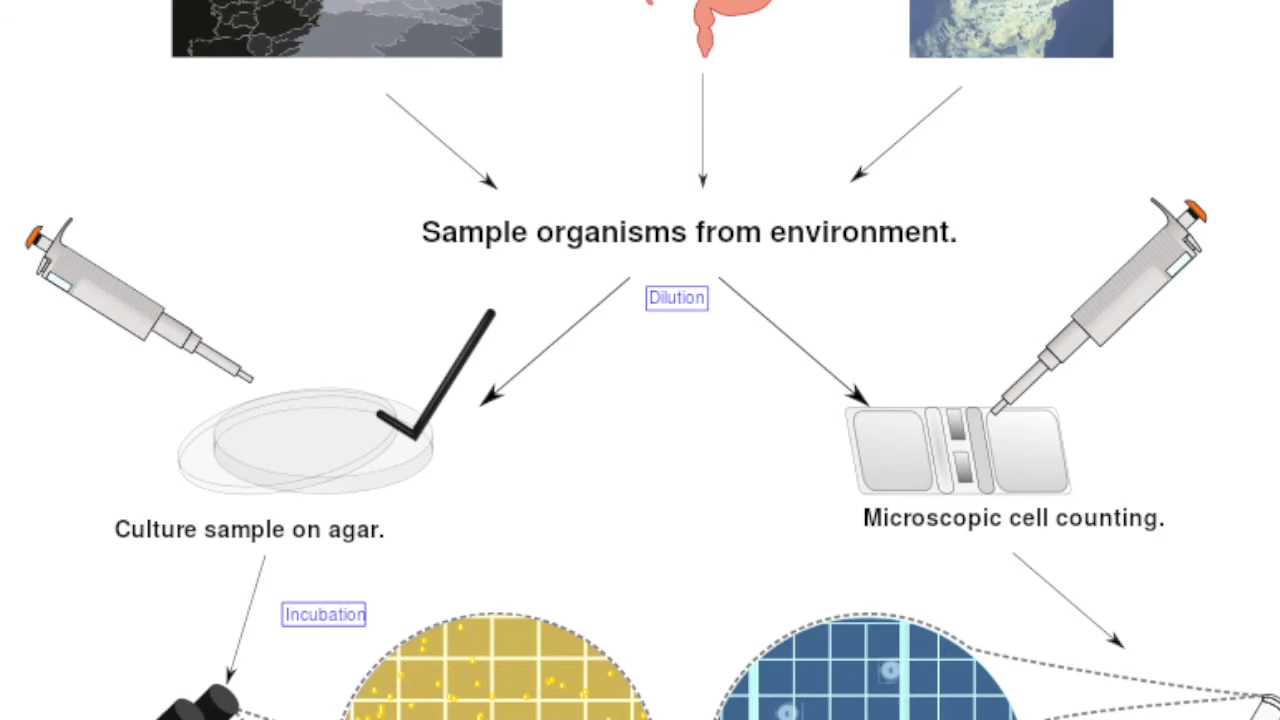 Sample organisms from environment.
Dilution
Culture sample on agar.
Microscopic cell counting.
Incubation